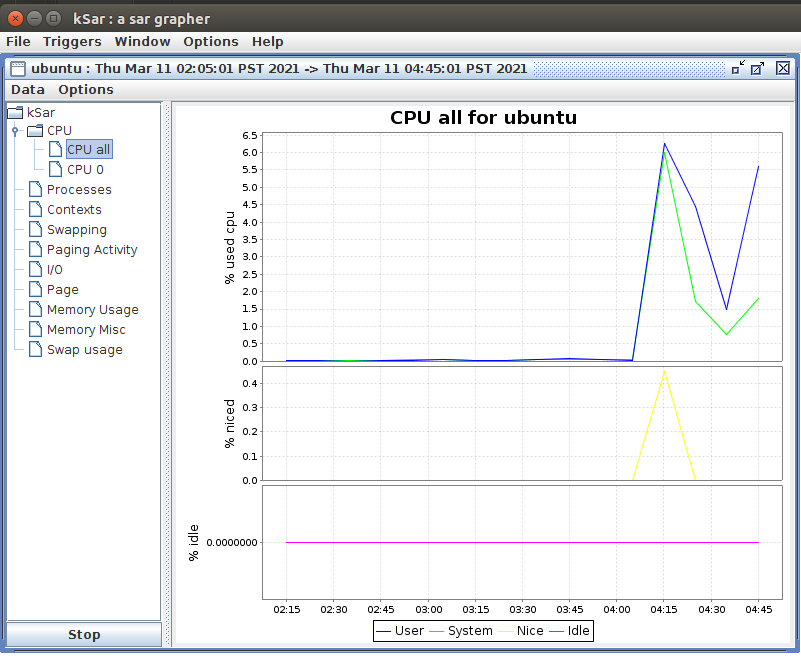 kSar : a sar grapher
File Triggers Window Options Help
ubuntu : Thu Mar 11 02:05:01 PST 2021 -> Thu Mar 11 04:45:01 PST 2021
Data Options
kSar
CPU
CPU all
CPU 0
Processes
Contexts
Swapping
Paging Activity
I/O
Page
Memory Usage
Memory Misc
Swap usage
Stop
CPU all for ubuntu
% used cpu
6.5
6.0
5.5
5.0
4.5
4.0
3.5
3.0
2.5
2.0
1.5
1.0
0.5
0.0
% niced
0.4
0.3
0.2
0.1
0.0
% idle
0.0000000
02:15 02:30 02:45 03:00 03:15 03:30 03:45 04:00 04:15 04:30 04:45
User System Nice Idle